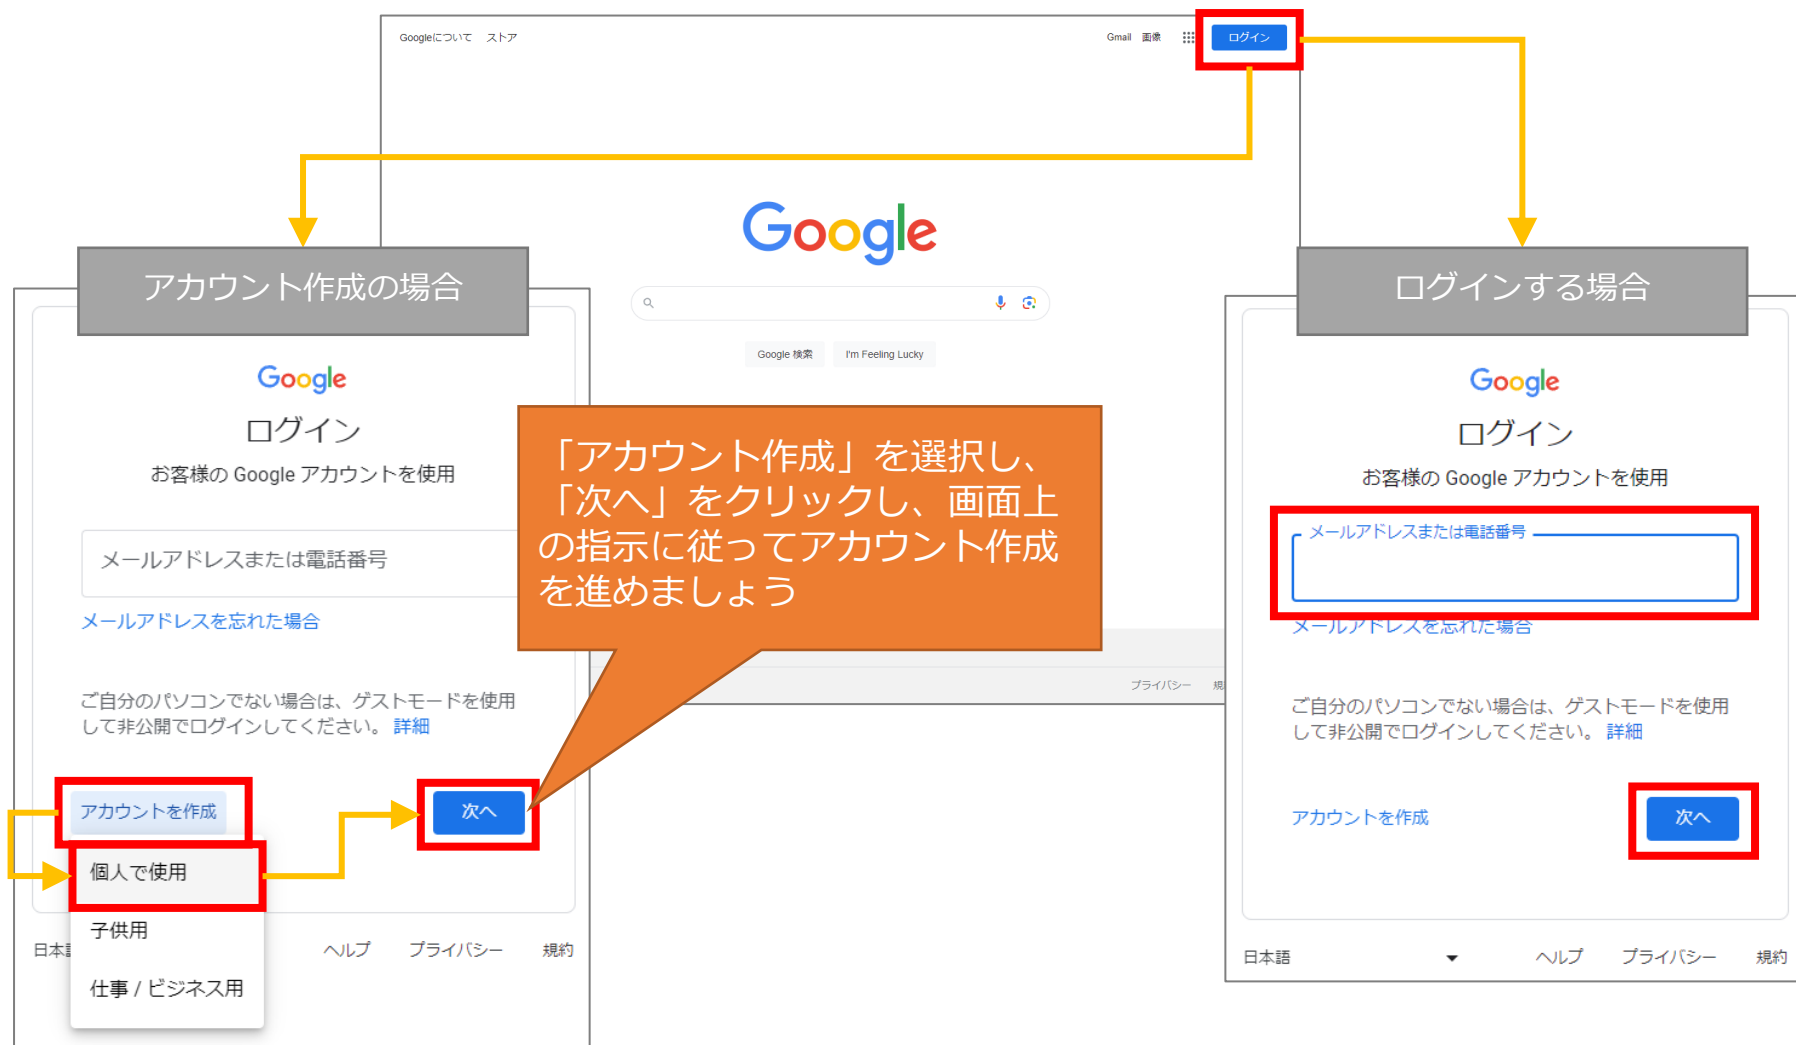 Googleについて ストア
Gmail 画像
ログイン
Google
Google 検索
I'm Feeling Lucky
プライバシー
アカウント作成の場合
Google
ログイン
お客様の Google アカウントを使用
メールアドレスまたは電話番号
メールアドレスを忘れた場合
ご自分のパソコンでない場合は、ゲストモードを使用
して非公開でログインしてください。 詳細
アカウントを作成
次へ
個人で使用
子供用
仕事 / ビジネス用
日本
ヘルプ プライバシー 規約
「アカウント作成」を選択し、
「次へ」をクリックし、画面上
の指示に従ってアカウント作成
を進めましょう
ログインする場合
Google
ログイン
お客様の Google アカウントを使用
メールアドレスまたは電話番号
メールアドレスを忘れた場合
ご自分のパソコンでない場合は、ゲストモードを使用
して非公開でログインしてください。 詳細
アカウントを作成
次へ
日本語
ヘルプ プライバシー 規約